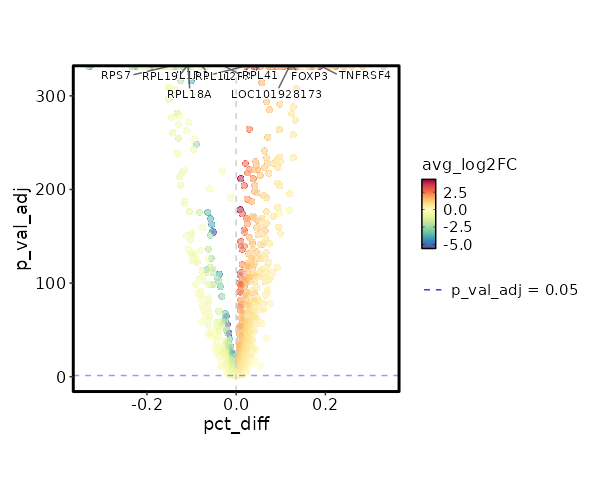 RPS7
RPL19
RPL41
FOXP3
TNFRSF4
RPL18A
LOC101928173
300
200
100
0
-0.2
0.0
0.2
pct_diff
p_val_adj
avg_log2FC
2.5
0.0
-2.5
-5.0
p_val_adj = 0.05